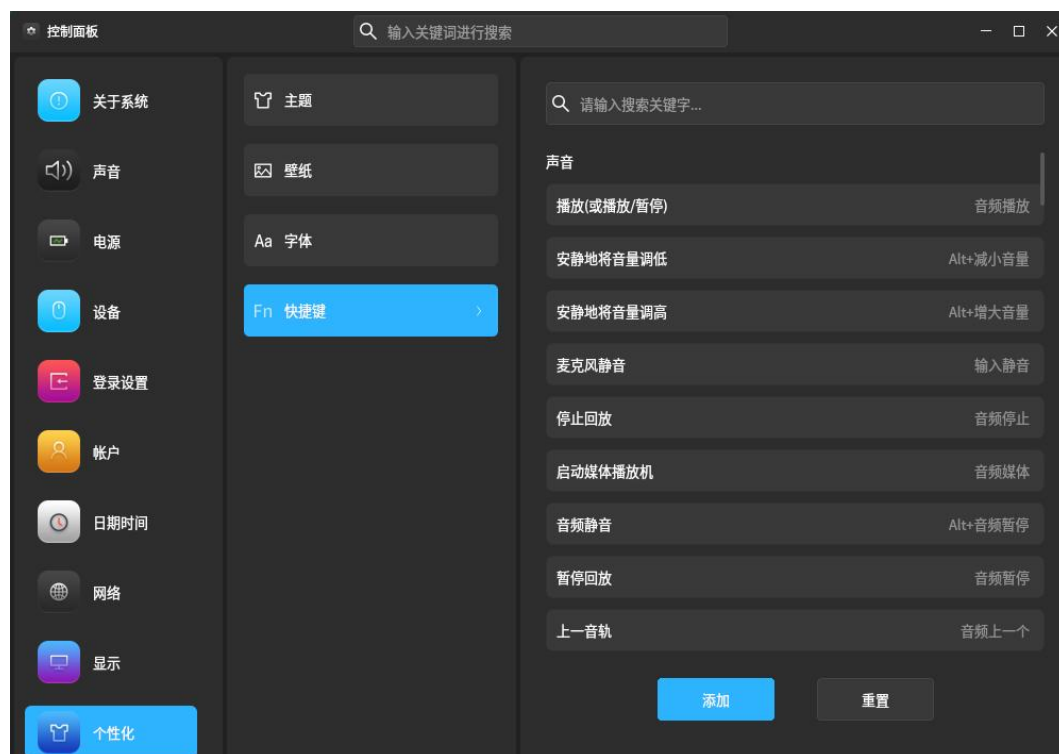 控制面板
输入关键词进行搜索
关于系统
声音
电源
设备
登录设置
帐户
日期时间
网络
显示
个性化
主题
壁纸
Aa 字体
Fn 快捷键
请输入搜索关键字...
声音
播放(或播放/暂停) 音频播放
安静地将音量调低 Alt+减小音量
安静地将音量调高 Alt+增大音量
麦克风静音 输入静音
停止回放 音频停止
启动媒体播放机 音频媒体
音频静音 Alt+音频暂停
暂停回放 音频暂停
上一音轨 音频上一个
添加 重置